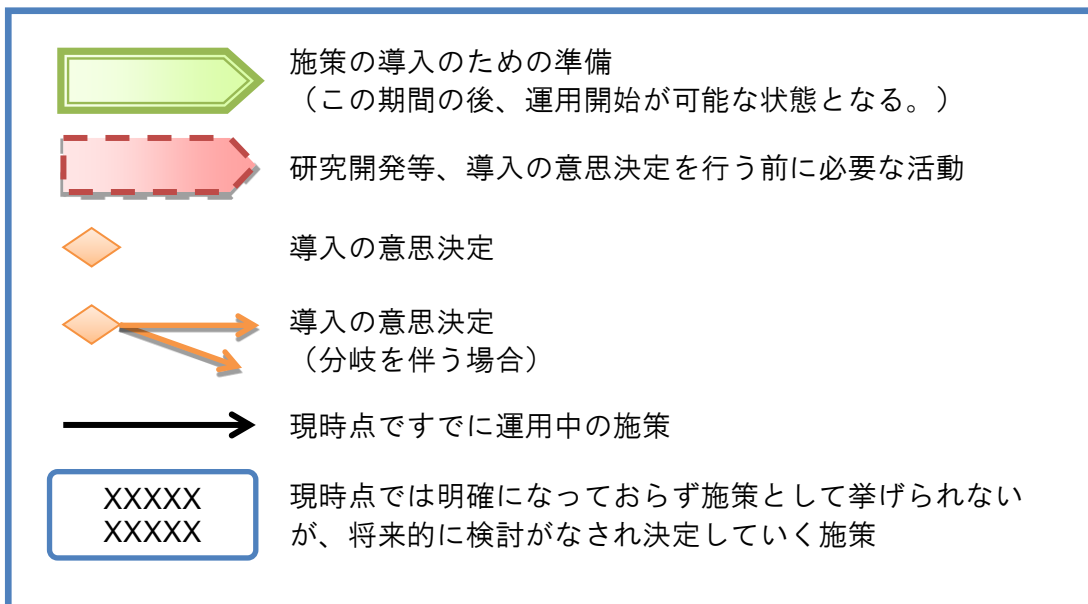 施策の導入のための準備
（この期間の後、運用開始が可能な状態となる。）
研究開発等、導入の意思決定を行う前に必要な活動
導入の意思決定
導入の意思決定
（分岐を伴う場合）
現時点ですでに運用中の施策
XXXXX
XXXXX
現時点では明確になっておらず施策として挙げられない
が、将来的に検討がなされ決定していく施策